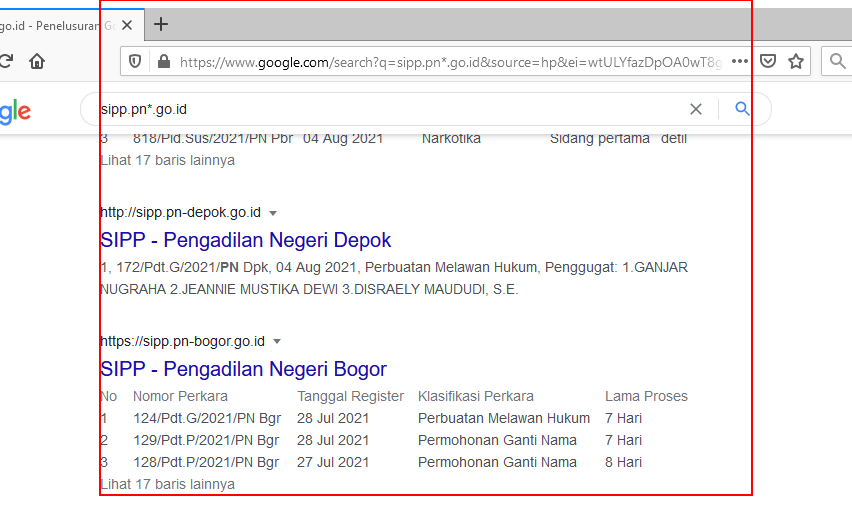 go.id - Penelusuran Go
https://www.google.com/search?q=sipp.pn*.go.id&source=hp&ei=wtULYfazDpOA0wT8g
gle
sipp.pn*.go.id
3 818/Pid.Sus/2021/PN Pbr 04 Aug 2021 Narkotika Sidang pertama detil
Lihat 17 baris lainnya
http://sipp.pn-depok.go.id
SIPP - Pengadilan Negeri Depok
1, 172/Pdt.G/2021/PN Dpk, 04 Aug 2021, Perbuatan Melawan Hukum, Penggugat: 1.GANJAR
NUGRAHA 2.JEANNIE MUSTIKA DEWI 3.DISRAELY MAUDUDI, S.E.
https://sipp.pn-bogor.go.id
SIPP - Pengadilan Negeri Bogor
No Nomor Perkara Tanggal Register Klasifikasi Perkara Lama Proses
1 124/Pdt.G/2021/PN Bgr 28 Jul 2021 Perbuatan Melawan Hukum 7 Hari
2 129/Pdt.P/2021/PN Bgr 28 Jul 2021 Permohonan Ganti Nama 7 Hari
3 128/Pdt.P/2021/PN Bgr 27 Jul 2021 Permohonan Ganti Nama 8 Hari
Lihat 17 baris lainnya